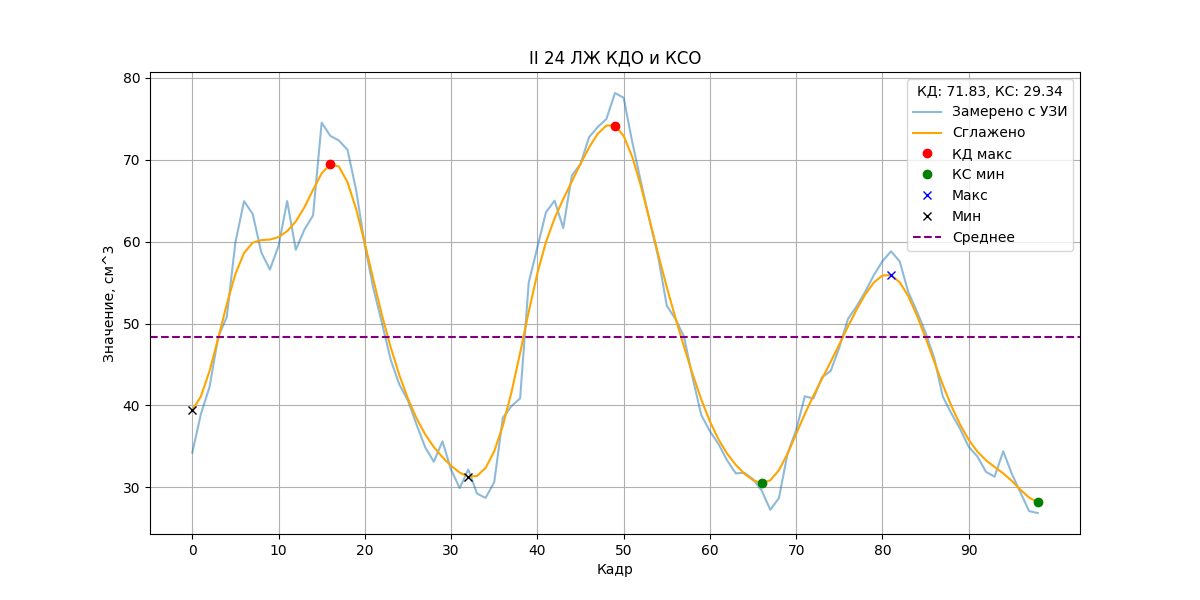 II 24 ЛЖ КДО и КСО
КД: 71.83, КС: 29.34
Замерено с УЗИ
Сглажено
КД макс
КС мин
Макс
Мин
Среднее
Значение, см^3
80
70
60
50
40
30
0 10 20 30 40 50 60 70 80 90
Кадр